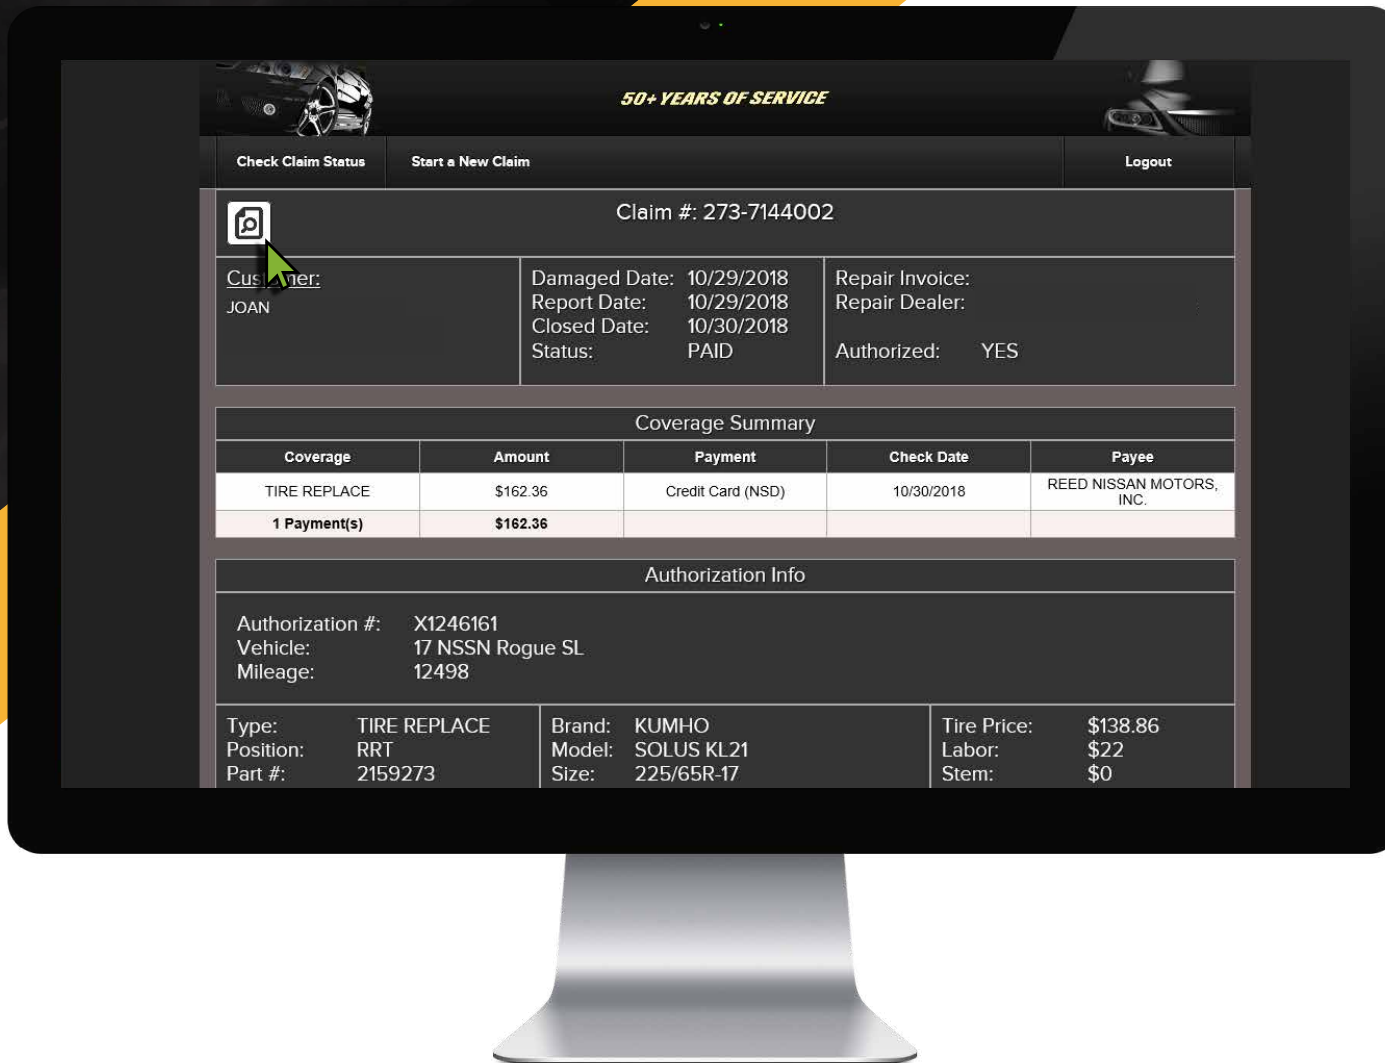 50+ YEARS OF SERVICE
Check Claim Status Start a New Claim Logout
Claim #: 273-7144002
Customer:
JOAN
Damaged Date: 10/29/2018
Report Date: 10/29/2018
Closed Date: 10/30/2018
Status: PAID
Repair Invoice:
Repair Dealer:
Authorized: YES
Coverage Summary
Coverage Amount Payment Check Date Payee
TIRE REPLACE $162.36 Credit Card (NSD) 10/30/2018 REED NISSAN MOTORS,
INC.
1 Payment(s) $162.36
Authorization Info
Authorization #: X1246161
Vehicle: 17 NSSN Rogue SL
Mileage: 12498
Type: TIRE REPLACE
Position: RRT
Part #: 2159273
Brand: KUMHO
Model: SOLUS KL21
Size: 225/65R-17
Tire Price: $138.86
Labor: $22
Stem: $0